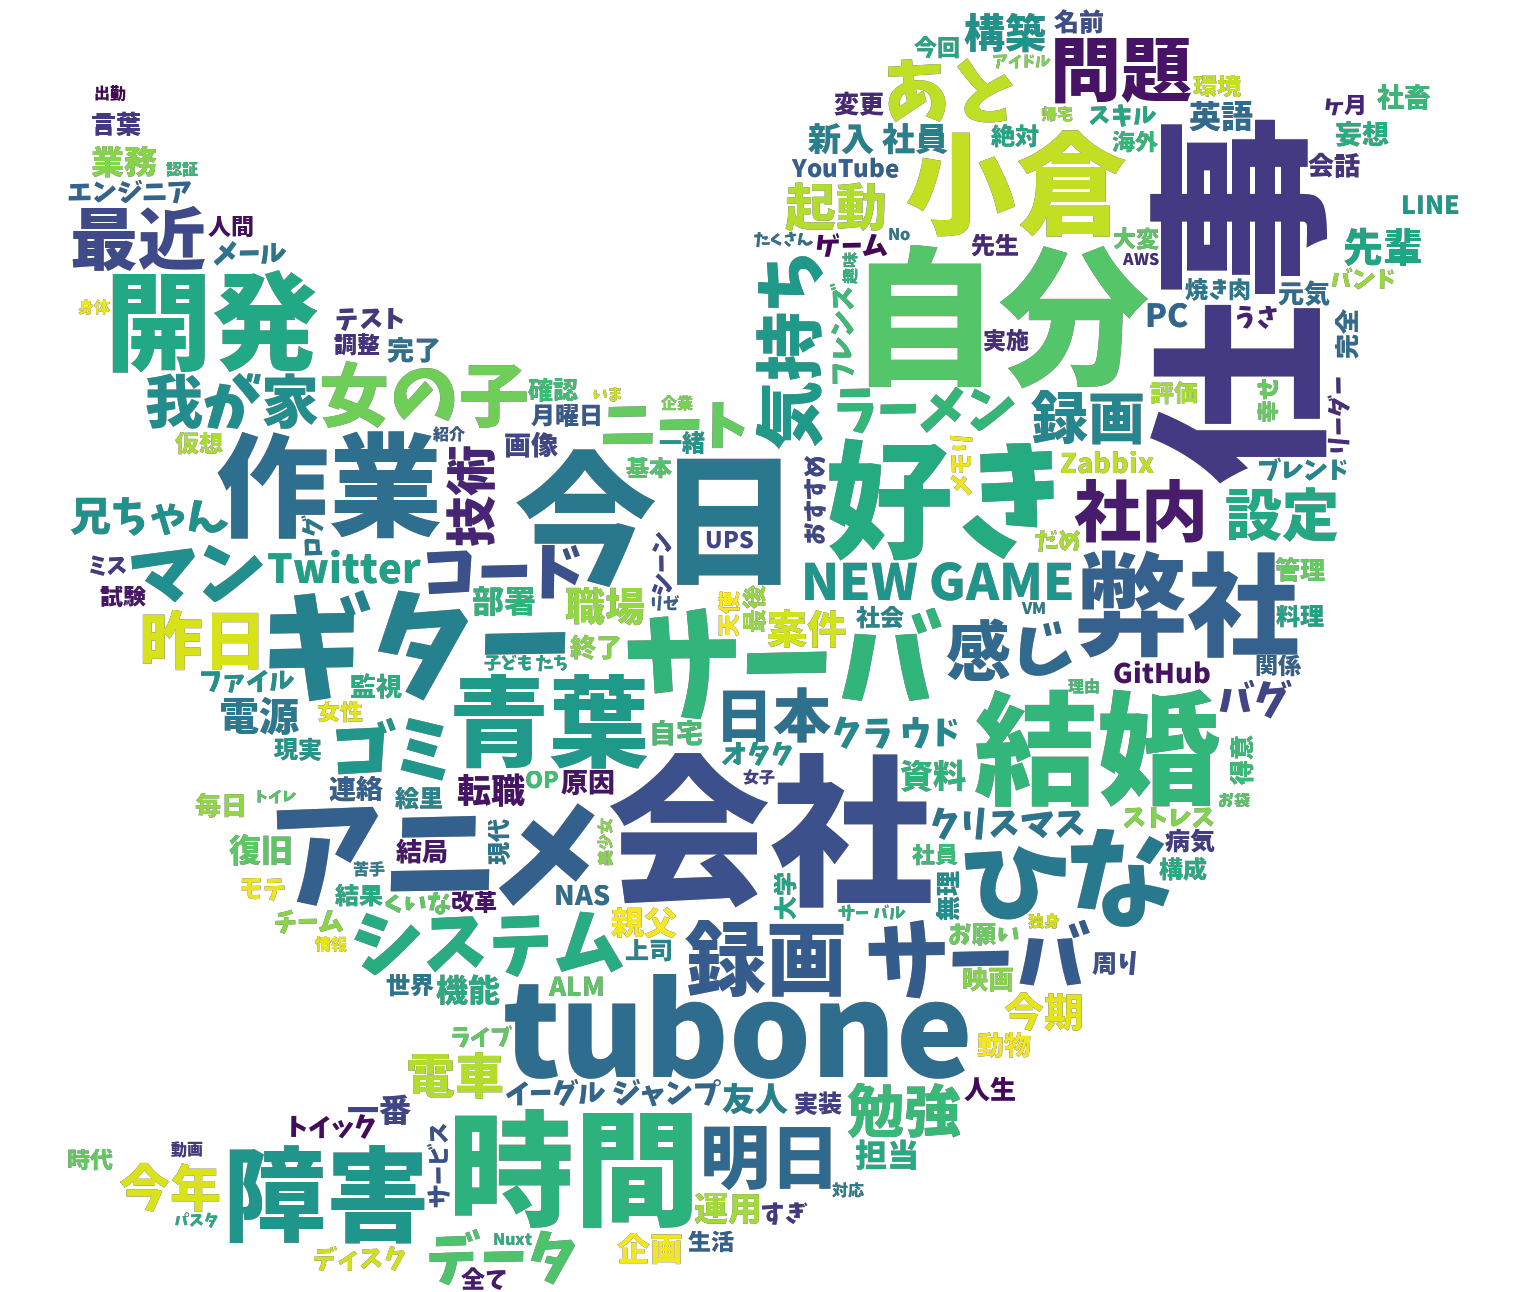 構築
名前
今回
アイドル
問題
あと
環境
変更
帰宅
スキル
英語
ヶ月
社畜
出勤
言葉
新入社員
絶対
海外
妄想
業務
認証
YouTube
小倉
仕事
会話
エンジニア
起動
LINE
最近
人間
メール
たくさん
ゲーム
No
先生
大変
AWS
先輩
趣味
バンド
開発
身体
気持ち
フレンズ
自分
焼き肉
元気
テスト
調整
完了
実施
PC
うさ
完全
我が家
女の子
確認
いま
企業
ラーメン
録画
評価
幸せ
リーダー
仮想
月曜日
ニート
紹介
画像
一緒
作業
技術
基本
今日
UPS
おすすめ
好き
メモリ
Zabbix
ブレンド
兄ちゃん
ログ
社内
設定
だめ
ミス
マン
Twitter
コード
シーン
リゼ
NEW GAME
弊社
管理
試験
部署
職場
天使
最後
案件
社会
VM
料理
昨日
ギター
終了
サーバ
感じ
子どもたち
GitHub
関係
ファイル
監視
青葉
理由
バグ
電源
女性
自宅
日本
クラウド
結婚
現実
ゴミ
オタク
得意
連絡
絵里
転職
OP
原因
女子
会社
資料
お袋
毎日
トイレ
アニメ
現代
美少女
クリスマス
ストレス
復旧
結局
社員
ひな
病気
苦手
構成
モテ
結果
くいな
改革
NAS
大学
サーバル
無理
チーム
情報
システム
親父
上司
録画サーバ
お願い
独身
周り
世界
機能
ALM
映画
tubone
今期
動物
ライブ
電車
イーグルジャンプ
友人
実装
勉強
人生
一番
トイック
時間
明日
担当
時代
動画
今年
パスタ
障害
サービス
対応
運用
すぎ
ディスク
データ
Nuxt
全て
企画
生活